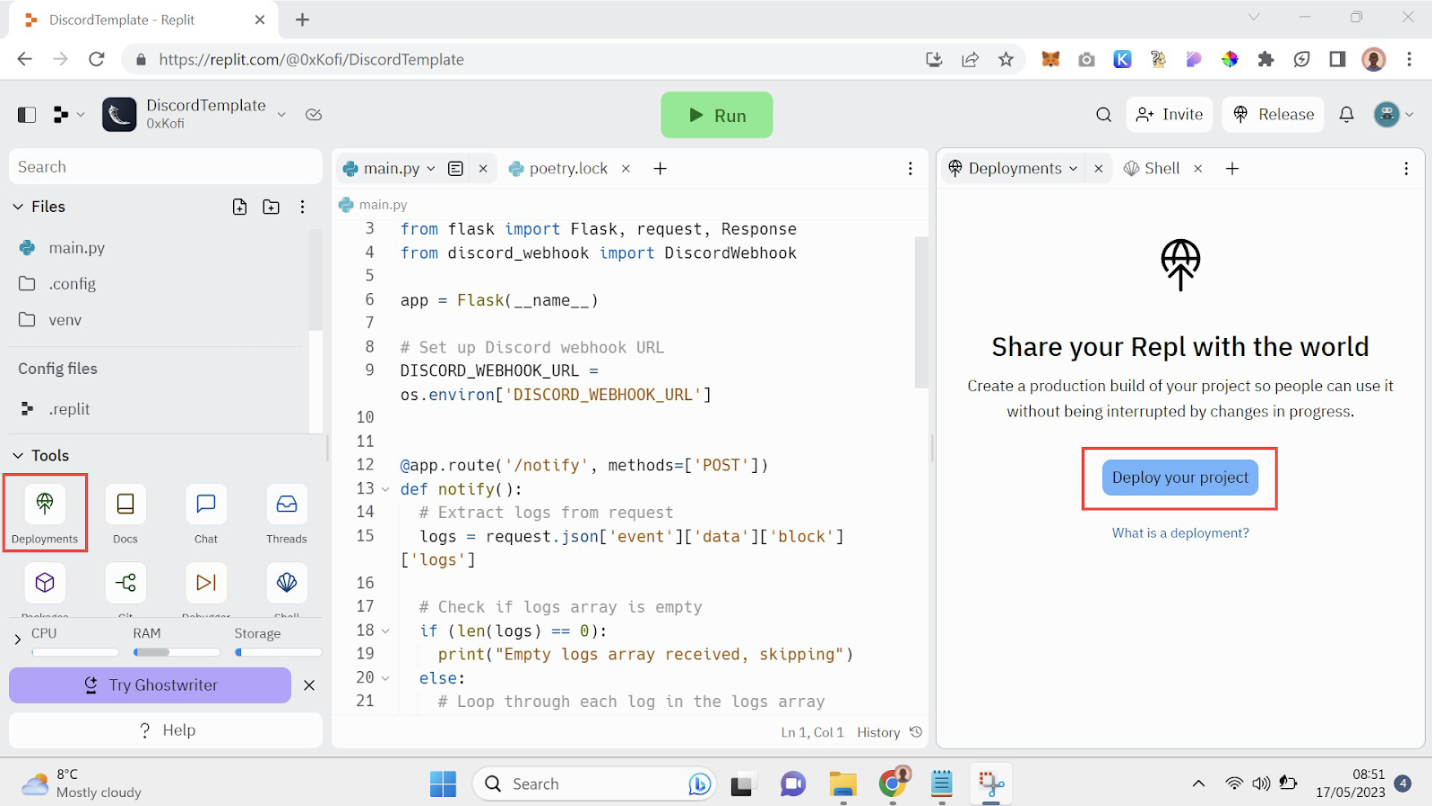 DiscordTemplate - Replit
https://replit.com/@0xKofi/DiscordTemplate
DiscordTemplate
0xKofi
Run
Invite
Release
Search
Files
main.py
.config
venv
Config files
.replit
Tools
Deployments
Docs
Chat
Threads
Packages
Git
Debugger
Shell
CPU
RAM
Storage
Try Ghostwriter
? Help
main.py
poetry.lock
main.py
3 from flask import Flask, request, Response
4 from discord_webhook import DiscordWebhook
5
6 app = Flask(__name__)
7
8 # Set up Discord webhook URL
9 DISCORD_WEBHOOK_URL =
os.environ['DISCORD_WEBHOOK_URL']
10
11
12 @app.route('/notify', methods=['POST'])
13 def notify():
14 # Extract logs from request
15 logs = request.json['event']['data']['block']
['logs']
16
17 # Check if logs array is empty
18 if (len(logs) == 0):
19 print("Empty logs array received, skipping")
20 else:
21 # Loop through each log in the logs array
Ln 1, Col 1 History
Deployments
Shell
Share your Repl with the world
Create a production build of your project so people can use it
without being interrupted by changes in progress.
Deploy your project
What is a deployment?
8°C
Mostly cloudy
Search
08:51
17/05/2023
4